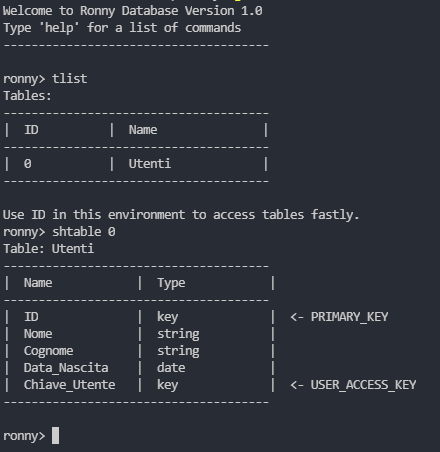 Welcome to Ronny Database Version 1.0
Type 'help' for a list of commands
---------------------------------------
ronny> tlist
Tables:
---------------------------------------
| ID | Name |
---------------------------------------
| 0 | Utenti |
---------------------------------------
Use ID in this environment to access tables fastly.
ronny> shtable 0
Table: Utenti
---------------------------------------
| Name | Type |
---------------------------------------
| ID | key | <- PRIMARY_KEY
| Nome | string |
| Cognome | string |
| Data_Nascita | date |
| Chiave_Utente | key | <- USER_ACCESS_KEY
---------------------------------------
ronny>